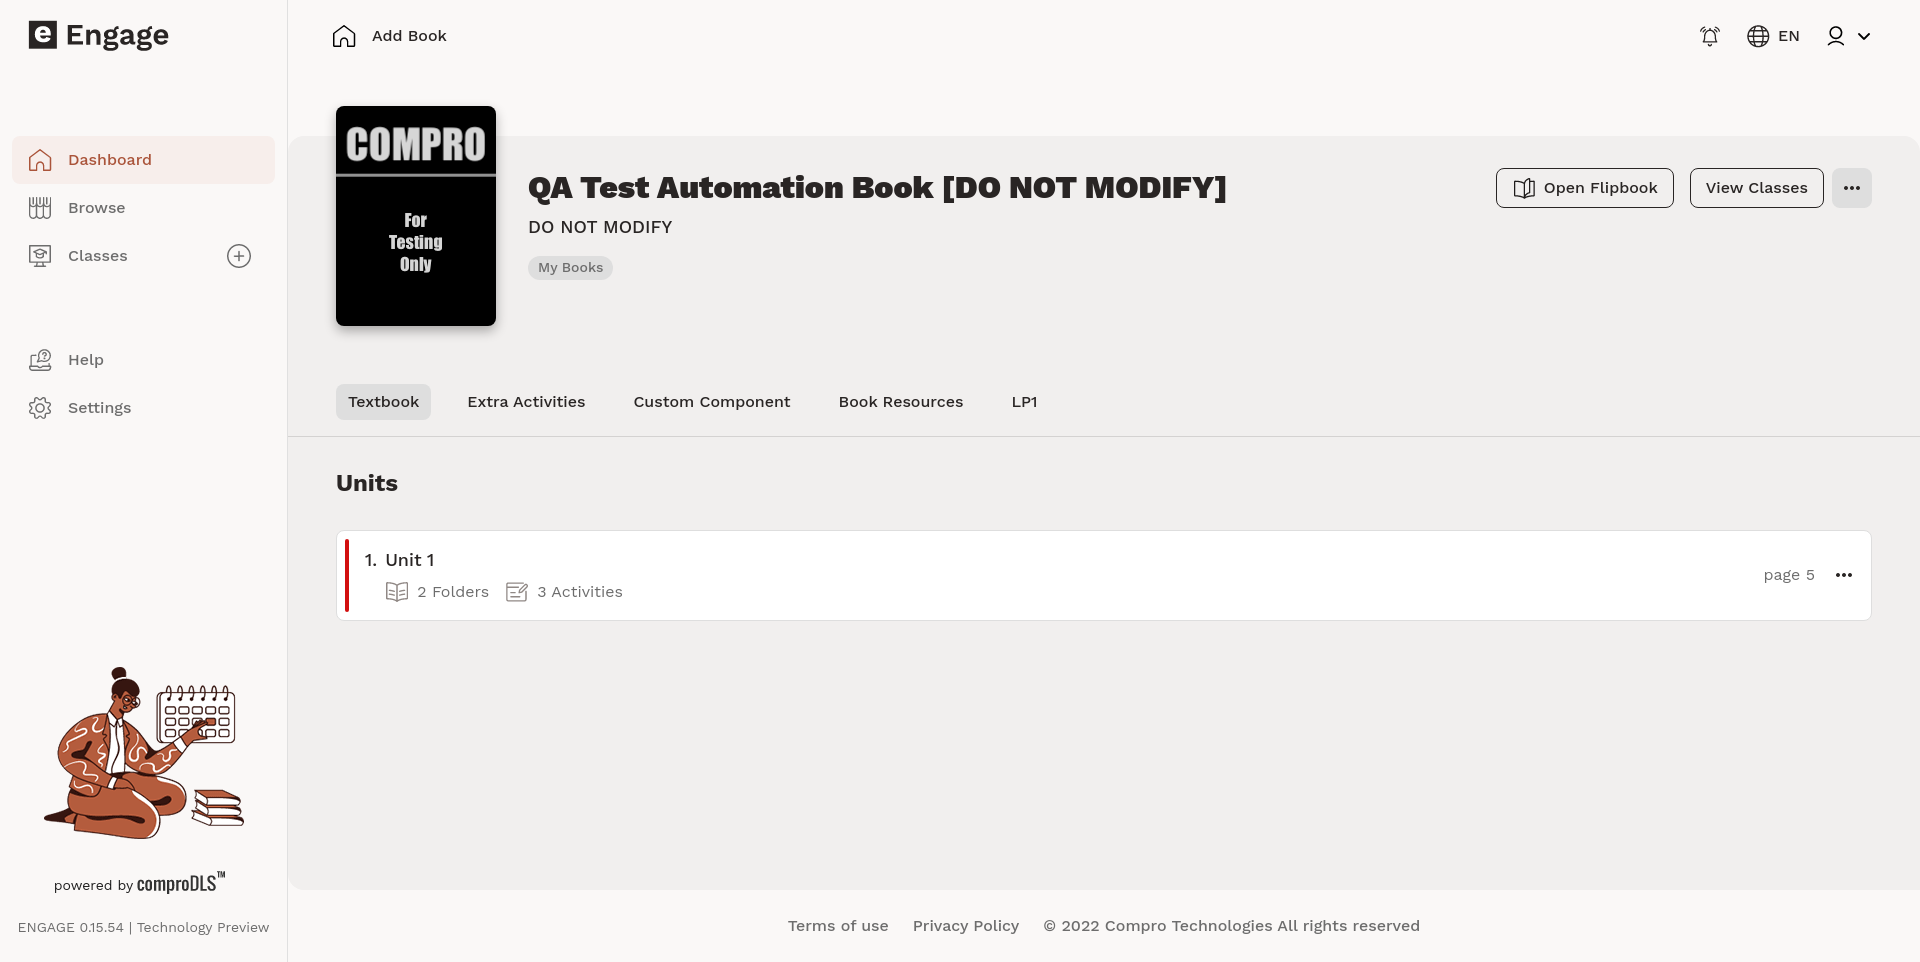 e Engage
Add Book
EN
Dashboard
Browse
Classes
Help
Settings
powered by comproDLS™
ENGAGE 0.15.54 | Technology Preview
COMPRO
For
Testing
Only
QA Test Automation Book [DO NOT MODIFY]
DO NOT MODIFY
My Books
Open Flipbook
View Classes
Textbook
Extra Activities
Custom Component
Book Resources
LP1
Units
1. Unit 1
2 Folders
3 Activities
page 5
Terms of use
Privacy Policy
© 2022 Compro Technologies All rights reserved